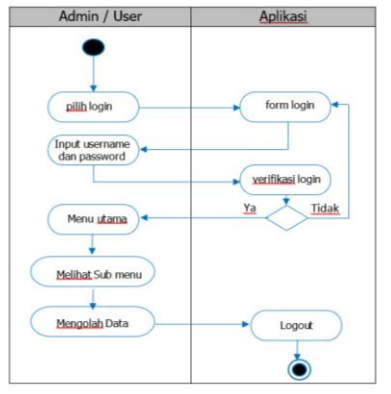 Admin / User
Aplikasi
pilih login
form login
Input username
dan password
verifikasi login
Ya
Tidak
Menu utama
Melihat Sub menu
Mengolah Data
Logout